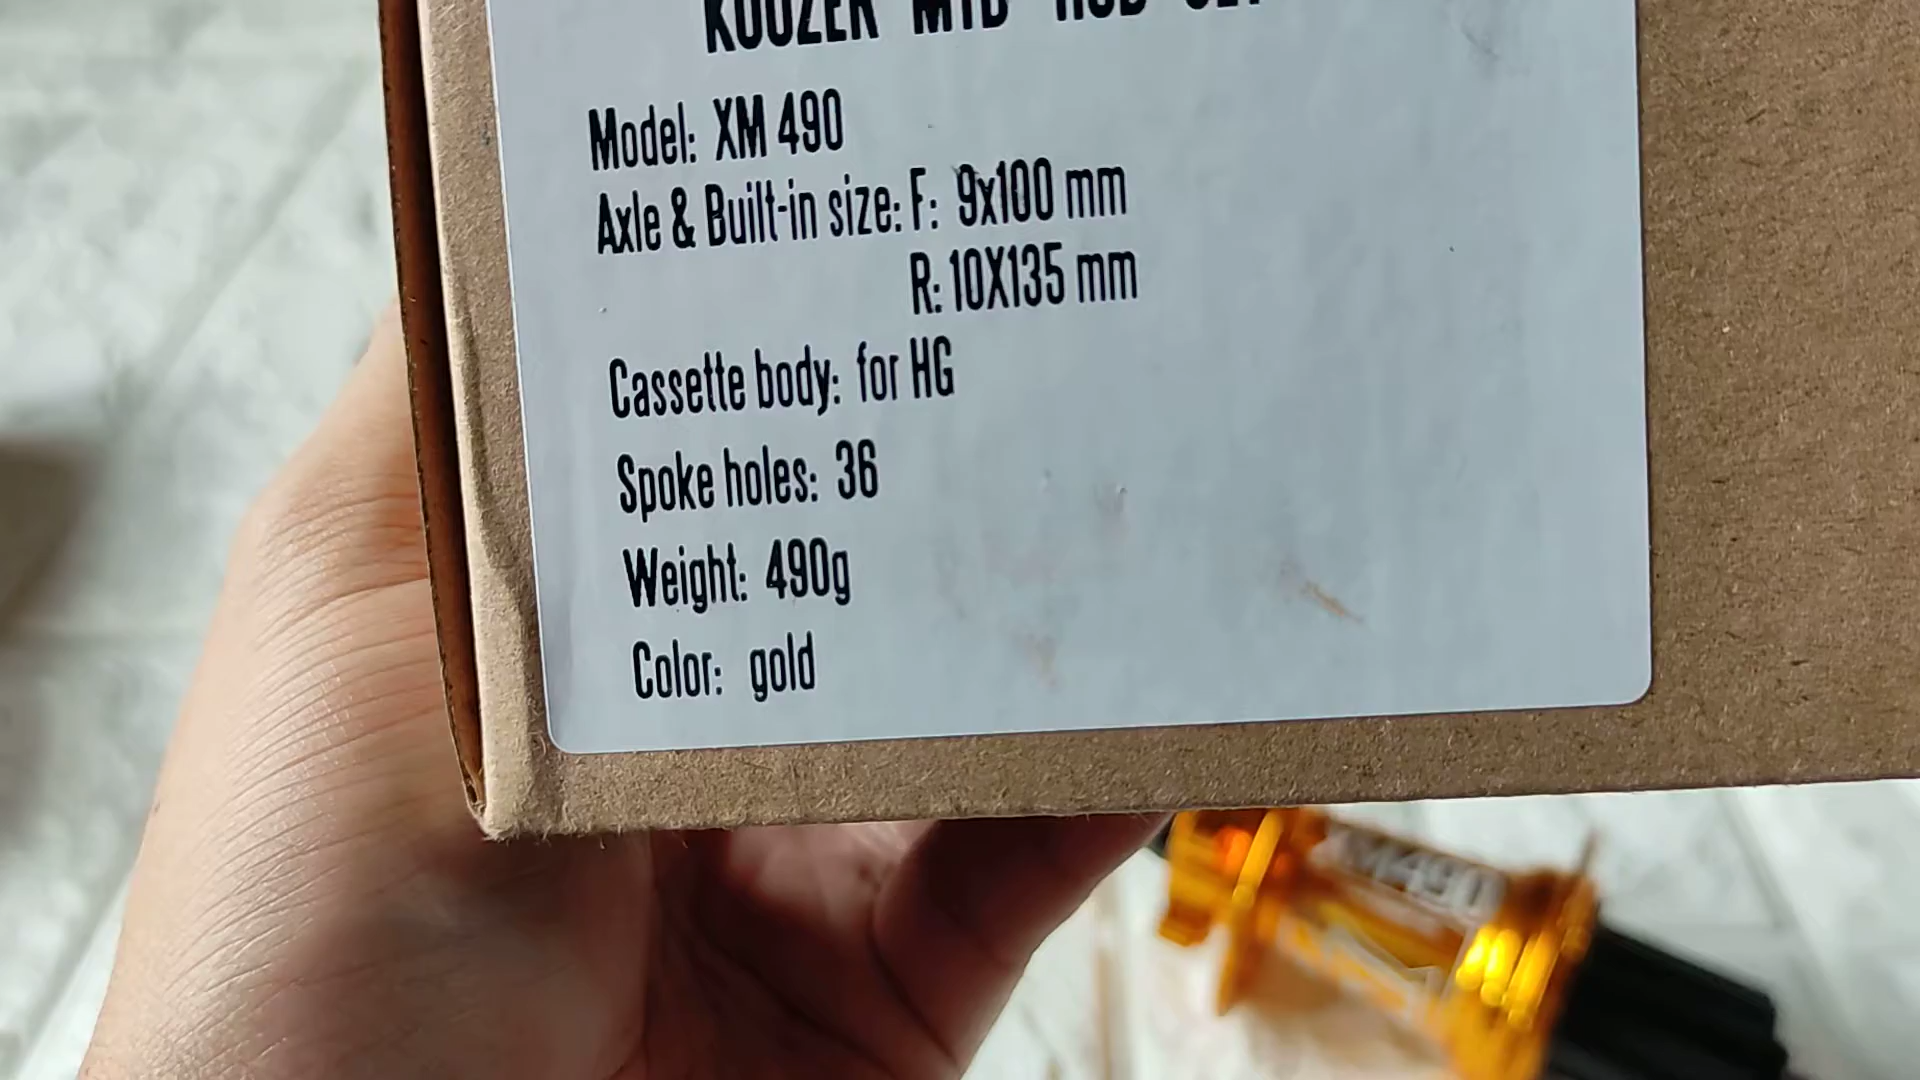 KOOZER MTB HUB SET
Model: XM 490
Axle & Built-in size: F: 9x100 mm
R: 10X135 mm
Cassette body: for HG
Spoke holes: 36
Weight: 490g
Color: gold
XM490